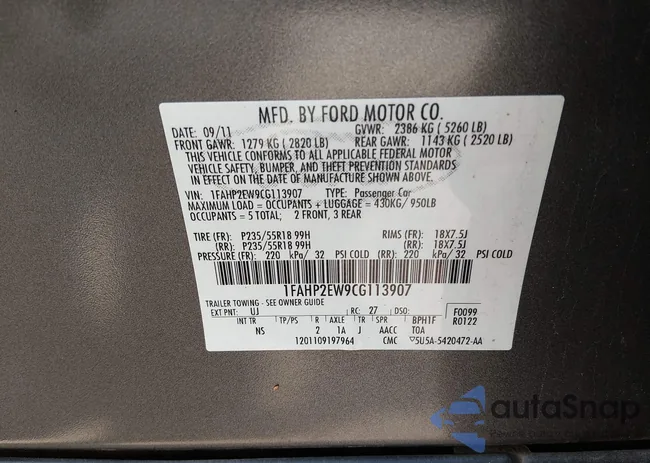 MFD. BY FORD MOTOR CO.
DATE: 09/11 GVWR: 2386 KG ( 5260 LB)
FRONT GAWR: 1279 KG ( 2820 LB) REAR GAWR: 1143 KG ( 2520 LB)
THIS VEHICLE CONFORMS TO ALL APPLICABLE FEDERAL MOTOR
VEHICLE SAFETY, BUMPER, AND THEFT PREVENTION STANDARDS
IN EFFECT ON THE DATE OF MANUFACTURE SHOWN ABOVE.
VIN: 1FAHP2EW9CG113907 TYPE: Passenger Car
MAXIMUM LOAD = OCCUPANTS + LUGGAGE = 430KG/ 950LB
OCCUPANTS = 5 TOTAL; 2 FRONT, 3 REAR
TIRE (FR): P235/55R18 99H RIMS (FR): 18X7.5J
(RR): P235/55R18 99H (RR): 18X7.5J
PRESSURE (FR): 220 kPa/ 32 PSI COLD (RR): 220 kPa/ 32 PSI COLD
1FAHP2EW9CG113907
TRAILER TOWING - SEE OWNER GUIDE
EXT PNT: UJ RC: 27 DSO: F0099
R0122
INT TR TP/PS R AXLE TR SPR BPH1F
NS 2 1A J AACC TOA
1201109197964 CMC 5U5A-5420472-AA
autoSnap